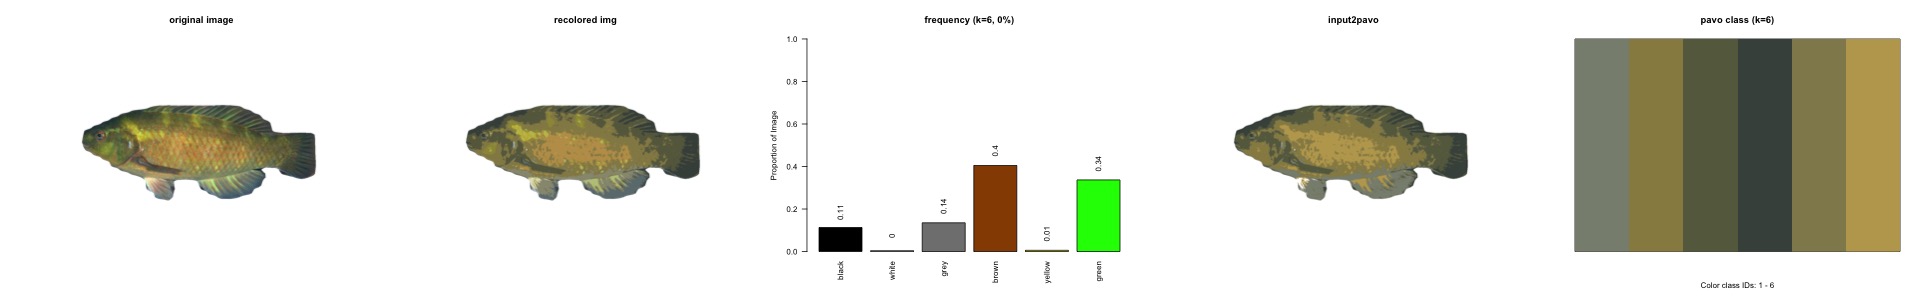 original image
recolored img
frequency (k=6, 0%)
input2pavo
pavo class (k=6)
Proportion of Image
1.0
0.8
0.6
0.4
0.2
0.0
0.11
0
0.14
0.4
0.01
0.34
black
white
grey
brown
yellow
green
Color class IDs: 1 - 6